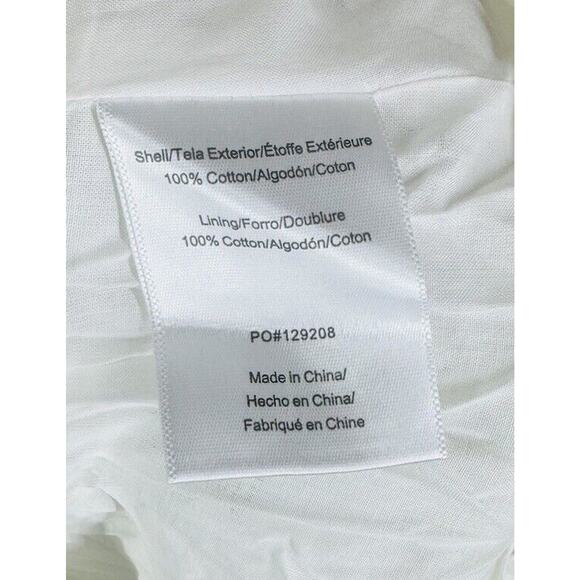 Shell/Tela Exterior/Étoffe Extérieure
100% Cotton/Algodón/Coton
Lining/Forro/Doublure
100% Cotton/Algodón/Coton
PO#129208
Made in China/
Hecho en China/
Fabriqué en Chine